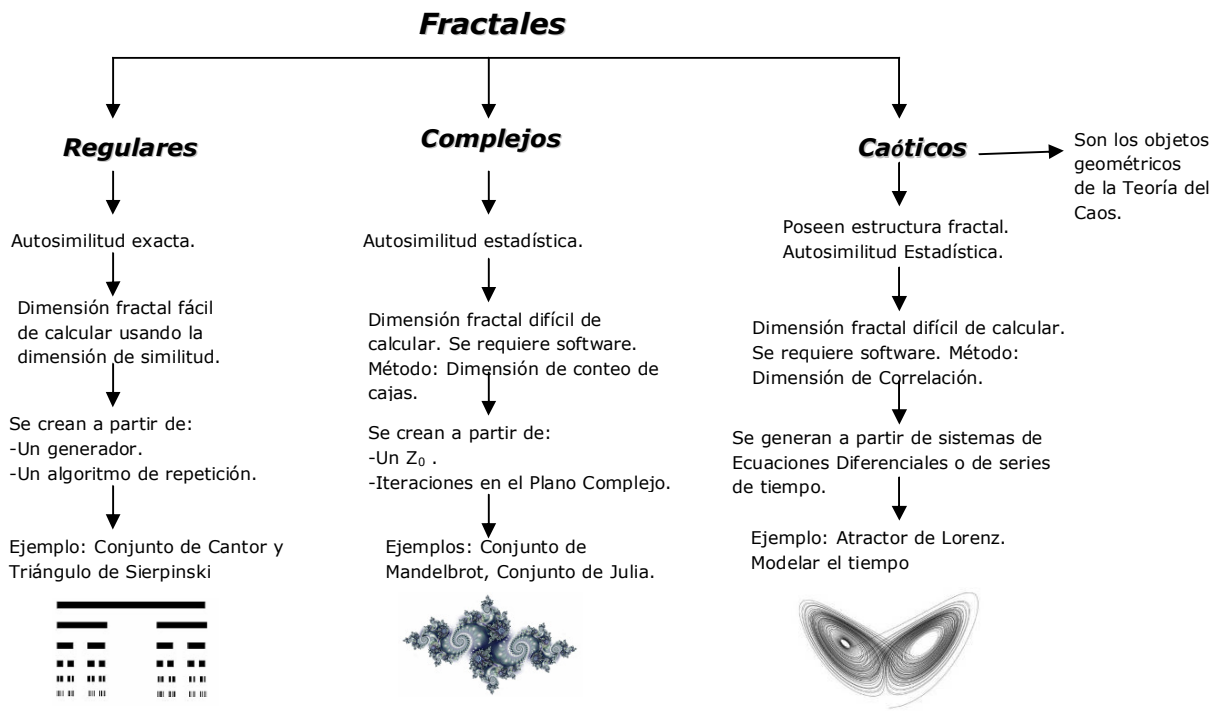 Fractales
Regulares
Autosimilitud exacta.
Dimensión fractal fácil
de calcular usando la
dimensión de similitud.
Se crean a partir de:
-Un generador.
-Un algoritmo de repetición.
Ejemplo: Conjunto de Cantor y
Triángulo de Sierpinski
Complejos
Autosimilitud estadística.
Dimensión fractal difícil de
calcular. Se requiere software.
Método: Dimensión de conteo de
cajas.
Se crean a partir de:
-Un Z₀ .
-Iteraciones en el Plano Complejo.
Ejemplos: Conjunto de
Mandelbrot, Conjunto de Julia.
Caóticos
Son los objetos
geométricos
de la Teoría del
Caos.
Poseen estructura fractal.
Autosimilitud Estadística.
Dimensión fractal difícil de calcular.
Se requiere software. Método:
Dimensión de Correlación.
Se generan a partir de sistemas de
Ecuaciones Diferenciales o de series
de tiempo.
Ejemplo: Atractor de Lorenz.
Modelar el tiempo